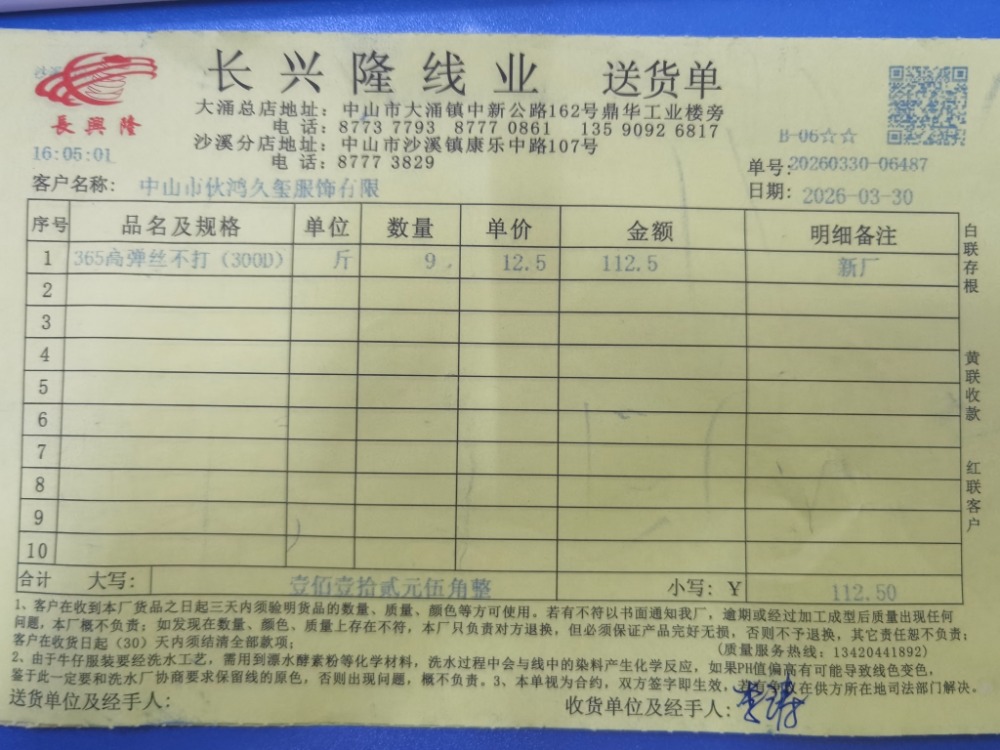 長興隆
长兴隆线业 送货单
大涌总店地址：中山市大涌镇中新公路162号鼎华工业楼旁
电 话：8773 7793 8777 0861 135 9092 6817
沙溪分店地址：中山市沙溪镇康乐中路107号
电 话：8777 3829
B-06☆☆
16:05:01
单号：20260330-06487
客户名称：中山市伙鸿久玺服饰有限
日期：2026-03-30
序号 品名及规格 单位 数量 单价 金额 明细备注
1 365高弹丝不打（300D） 斤 9 12.5 112.5 新厂
2
3
4
5
6
7
8
9
10
合计 大写：壹佰壹拾贰元伍角整 小写：￥ 112.50
白联存根
黄联收款
红联客户
1、客户在收到本厂货品之日起三天内须验明货品的数量、质量、颜色等方可使用。若有不符以书面通知我厂，逾期或经过加工成型后质量出现任何
问题，本厂概不负责；如发现在数量、颜色、质量上存在不符，本厂只负责对方退换，但必须保证产品完好无损，否则不予退换，其它责任恕不负责；
客户在收货日起（30）天内须结清全部款项； (质量服务热线：13420441892)
2、由于牛仔服装要经洗水工艺，需用到漂水酵素粉等化学材料，洗水过程中会与线中的染料产生化学反应，如果PH值偏高有可能导致线色变色，
鉴于此一定要和洗水厂协商要求保留线的原色，否则出现问题，概不负责。3、本单视为合约，双方签字即生效，若有争议在供方所在地司法部门解决。
送货单位及经手人： 收货单位及经手人：